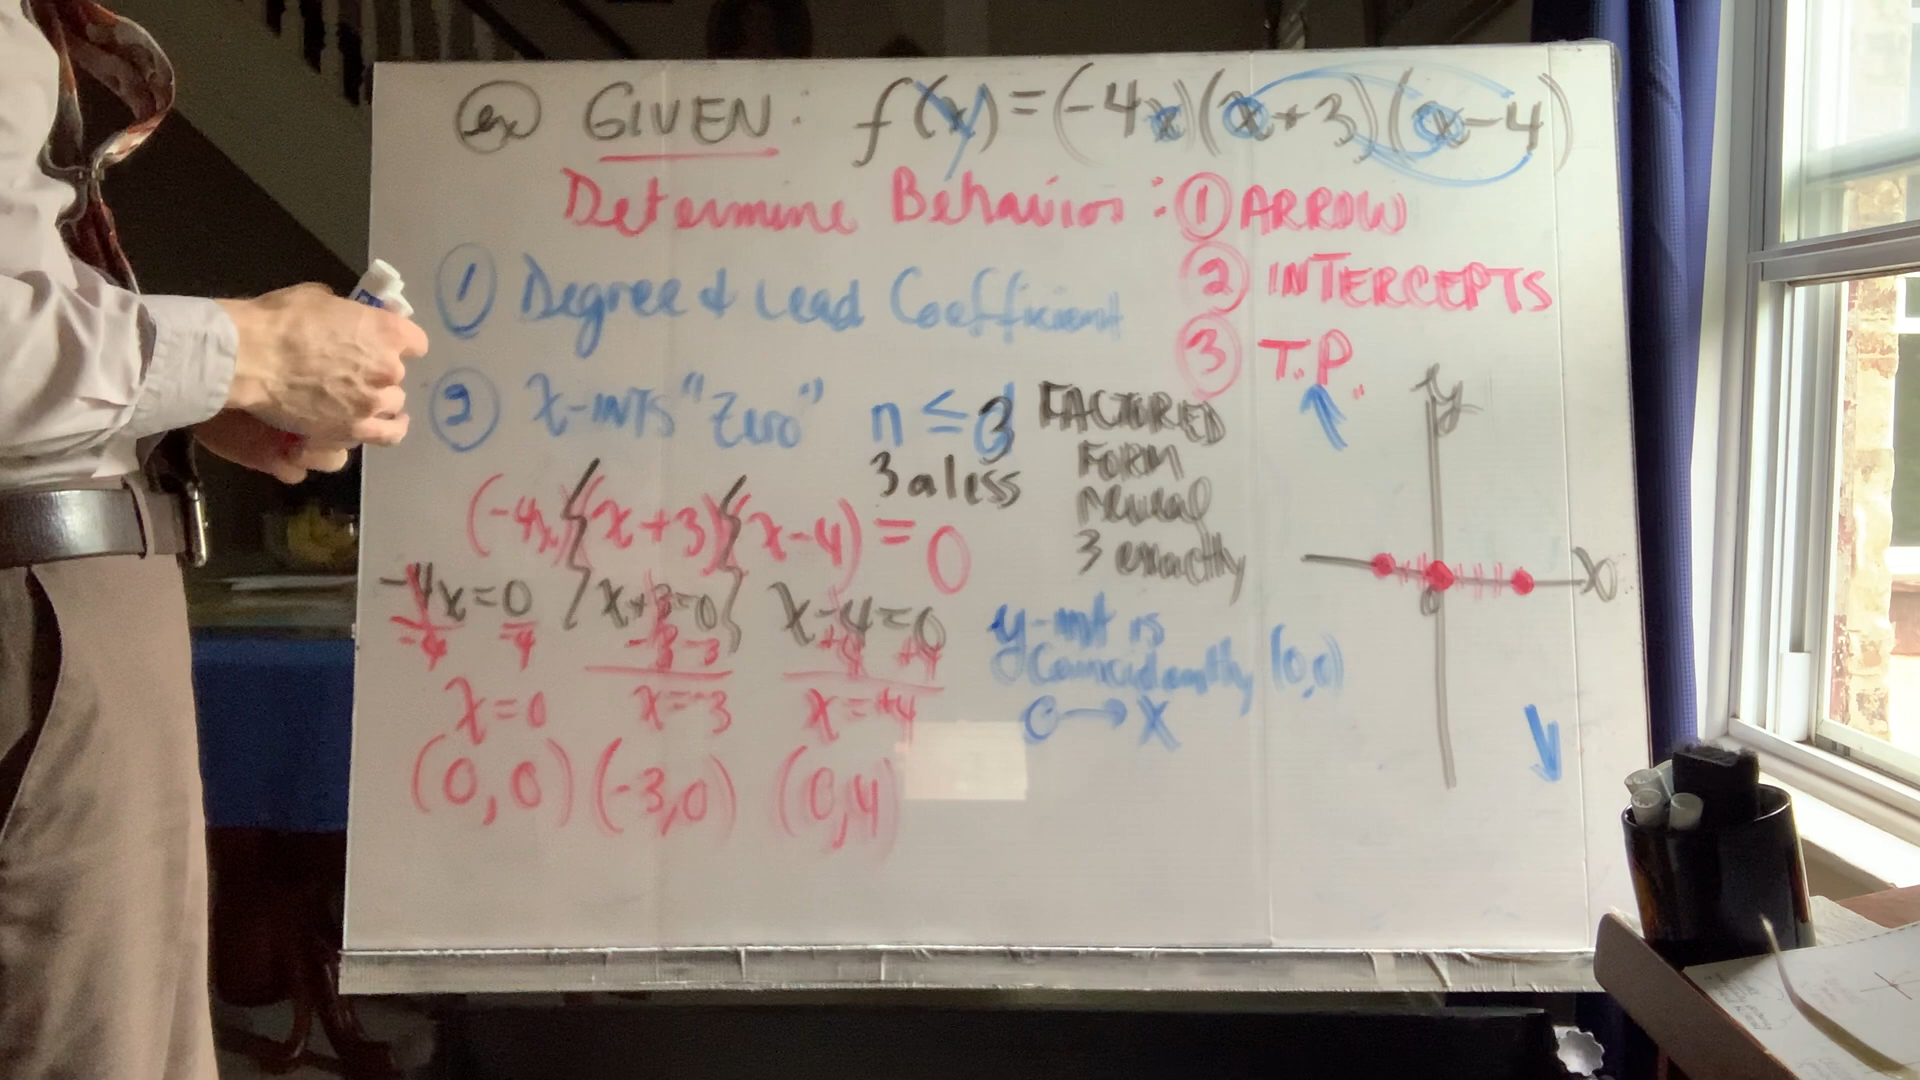 ex GIVEN: f(x) = (-4x)(x+3)(x-4)
Determine Behavior: ① ARROW
② INTERCEPTS
③ T.P.
① Degree & Lead Coefficient
② X-INTS "Zero" n ≤ 3
3 a less
FACTORED
FORM
reveal
3 exactly
(-4x)(x+3)(x-4) = 0
-4x=0 x+3=0 x-4=0
-4 -4 -3 -3 +4 +4
x=0 x=-3 x=+4
(0,0) (-3,0) (0,4)
y-int is
Coincidently (0,0)
C → X
y
X
0